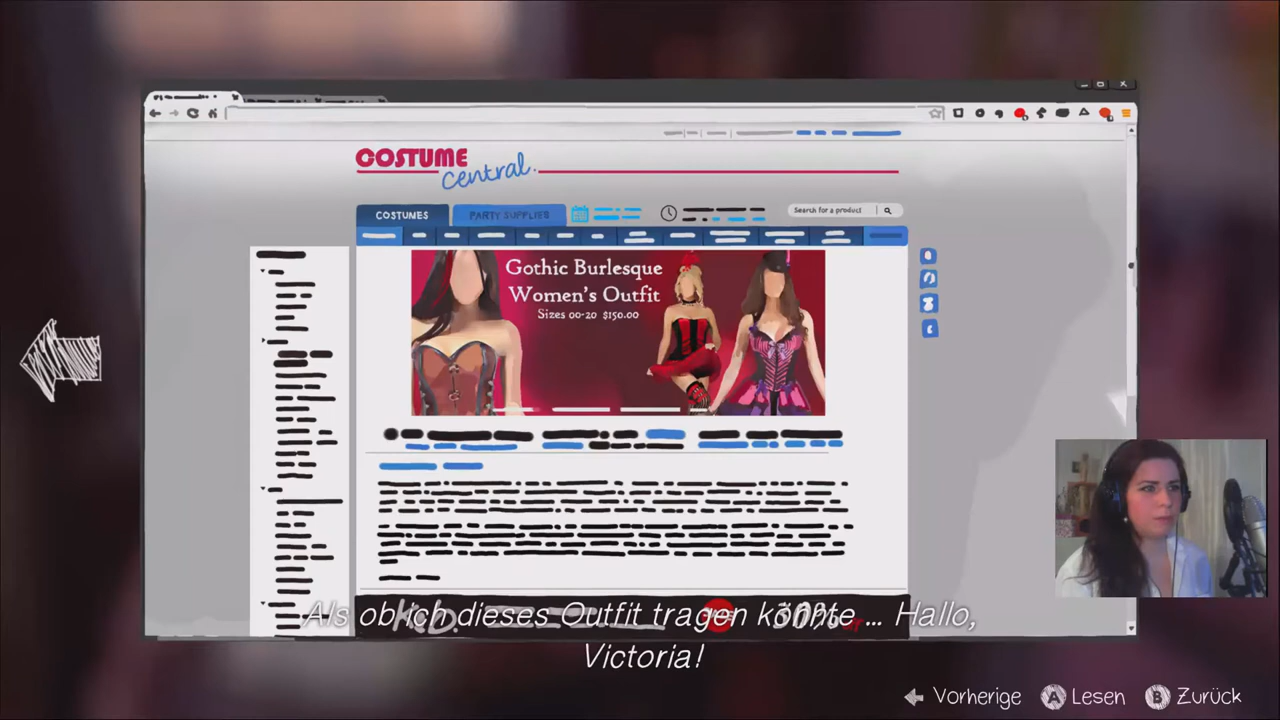 COSTUME
central.
COSTUMES
PARTY SUPPLIES
Search for a product
Gothic Burlesque
Women's Outfit
Sizes 00-20 $150.00
K.D.
30%
Als ob ich dieses Outfit tragen könnte ... Hallo,
Victoria!
Vorherige
A Lesen
B Zurück